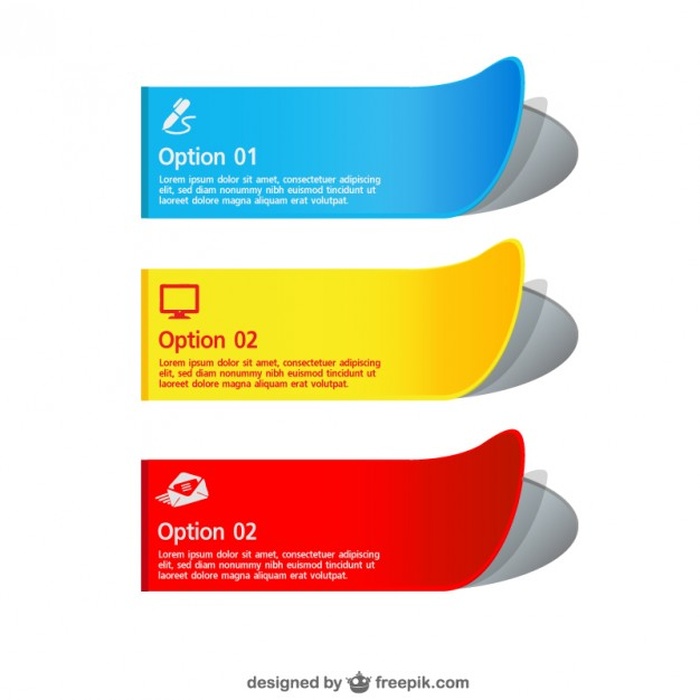 Option 01
Lorem ipsum dolor sit amet, consectetuer adipiscing
elit, sed diam nonummy nibh euismod tincidunt ut
laoreet dolore magna aliquam erat volutpat.
Option 02
Lorem ipsum dolor sit amet, consectetuer adipiscing
elit, sed diam nonummy nibh euismod tincidunt ut
laoreet dolore magna aliquam erat volutpat.
Option 02
Lorem ipsum dolor sit amet, consectetuer adipiscing
elit, sed diam nonummy nibh euismod tincidunt ut
laoreet dolore magna aliquam erat volutpat.
designed by freepik.com